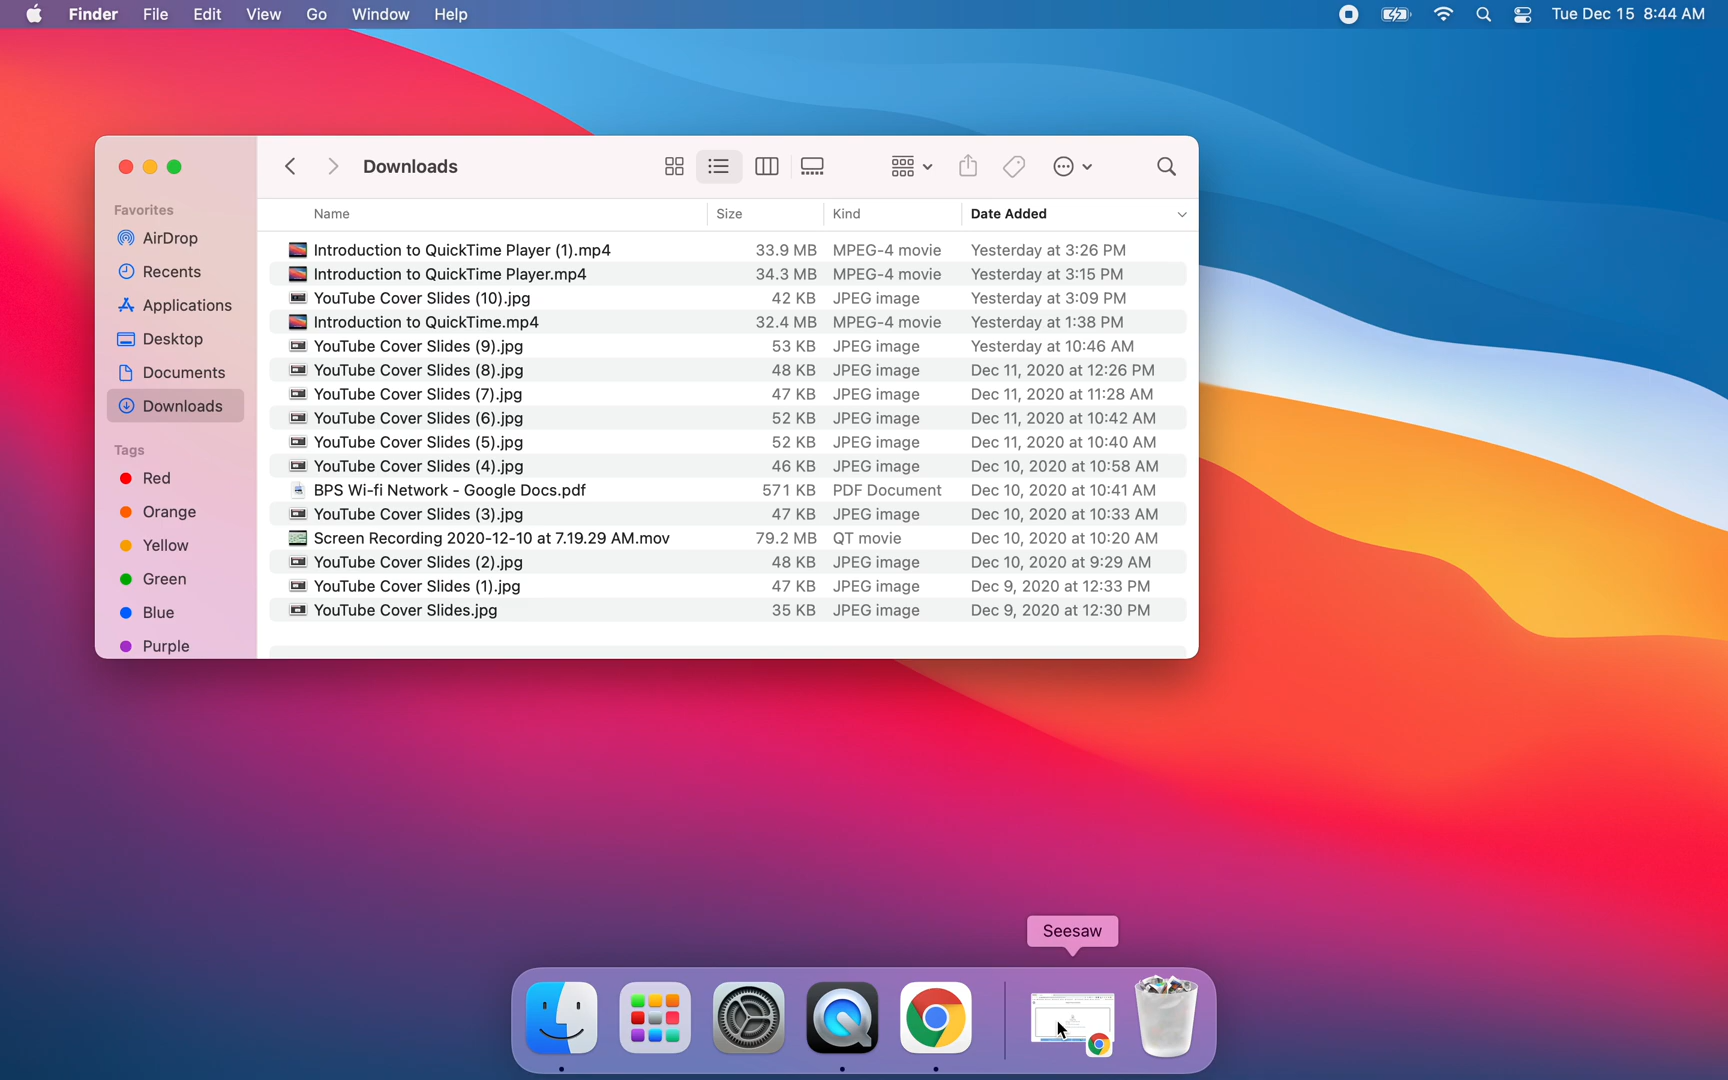 Finder File Edit View Go Window Help Tue Dec 15 8:44 AM
Downloads
Favorites
AirDrop
Recents
Applications
Desktop
Documents
Downloads
Tags
Red
Orange
Yellow
Green
Blue
Purple
Name Size Kind Date Added
Introduction to QuickTime Player (1).mp4 33.9 MB MPEG-4 movie Yesterday at 3:26 PM
Introduction to QuickTime Player.mp4 34.3 MB MPEG-4 movie Yesterday at 3:15 PM
YouTube Cover Slides (10).jpg 42 KB JPEG image Yesterday at 3:09 PM
Introduction to QuickTime.mp4 32.4 MB MPEG-4 movie Yesterday at 1:38 PM
YouTube Cover Slides (9).jpg 53 KB JPEG image Yesterday at 10:46 AM
YouTube Cover Slides (8).jpg 48 KB JPEG image Dec 11, 2020 at 12:26 PM
YouTube Cover Slides (7).jpg 47 KB JPEG image Dec 11, 2020 at 11:28 AM
YouTube Cover Slides (6).jpg 52 KB JPEG image Dec 11, 2020 at 10:42 AM
YouTube Cover Slides (5).jpg 52 KB JPEG image Dec 11, 2020 at 10:40 AM
YouTube Cover Slides (4).jpg 46 KB JPEG image Dec 10, 2020 at 10:58 AM
BPS Wi-fi Network - Google Docs.pdf 571 KB PDF Document Dec 10, 2020 at 10:41 AM
YouTube Cover Slides (3).jpg 47 KB JPEG image Dec 10, 2020 at 10:33 AM
Screen Recording 2020-12-10 at 7.19.29 AM.mov 79.2 MB QT movie Dec 10, 2020 at 10:20 AM
YouTube Cover Slides (2).jpg 48 KB JPEG image Dec 10, 2020 at 9:29 AM
YouTube Cover Slides (1).jpg 47 KB JPEG image Dec 9, 2020 at 12:33 PM
YouTube Cover Slides.jpg 35 KB JPEG image Dec 9, 2020 at 12:30 PM
Seesaw